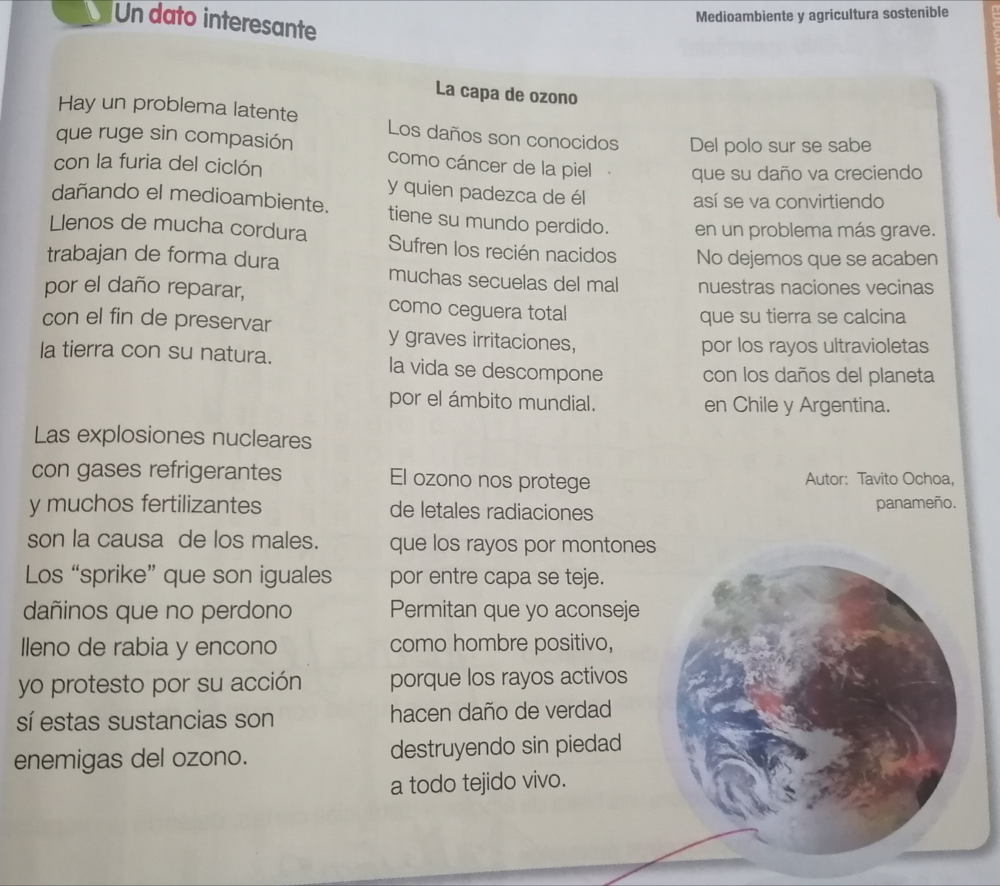 Un dato interesante
Medioambiente y agricultura sostenible
La capa de ozono
Hay un problema latente
que ruge sin compasión
con la furia del ciclón
dañando el medioambiente.
Llenos de mucha cordura
trabajan de forma dura
por el daño reparar,
con el fin de preservar
la tierra con su natura.
Las explosiones nucleares
con gases refrigerantes
y muchos fertilizantes
son la causa de los males.
Los “sprike” que son iguales
dañinos que no perdono
lleno de rabia y encono
yo protesto por su acción
sí estas sustancias son
enemigas del ozono.
Los daños son conocidos
como cáncer de la piel
y quien padezca de él
tiene su mundo perdido.
Sufren los recién nacidos
muchas secuelas del mal
como ceguera total
y graves irritaciones,
la vida se descompone
por el ámbito mundial.
El ozono nos protege
de letales radiaciones
que los rayos por montones
por entre capa se teje.
Permitan que yo aconseje
como hombre positivo,
porque los rayos activos
hacen daño de verdad
destruyendo sin piedad
a todo tejido vivo.
Del polo sur se sabe
que su daño va creciendo
así se va convirtiendo
en un problema más grave.
No dejemos que se acaben
nuestras naciones vecinas
que su tierra se calcina
por los rayos ultravioletas
con los daños del planeta
en Chile y Argentina.
Autor: Tavito Ochoa,
panameño.